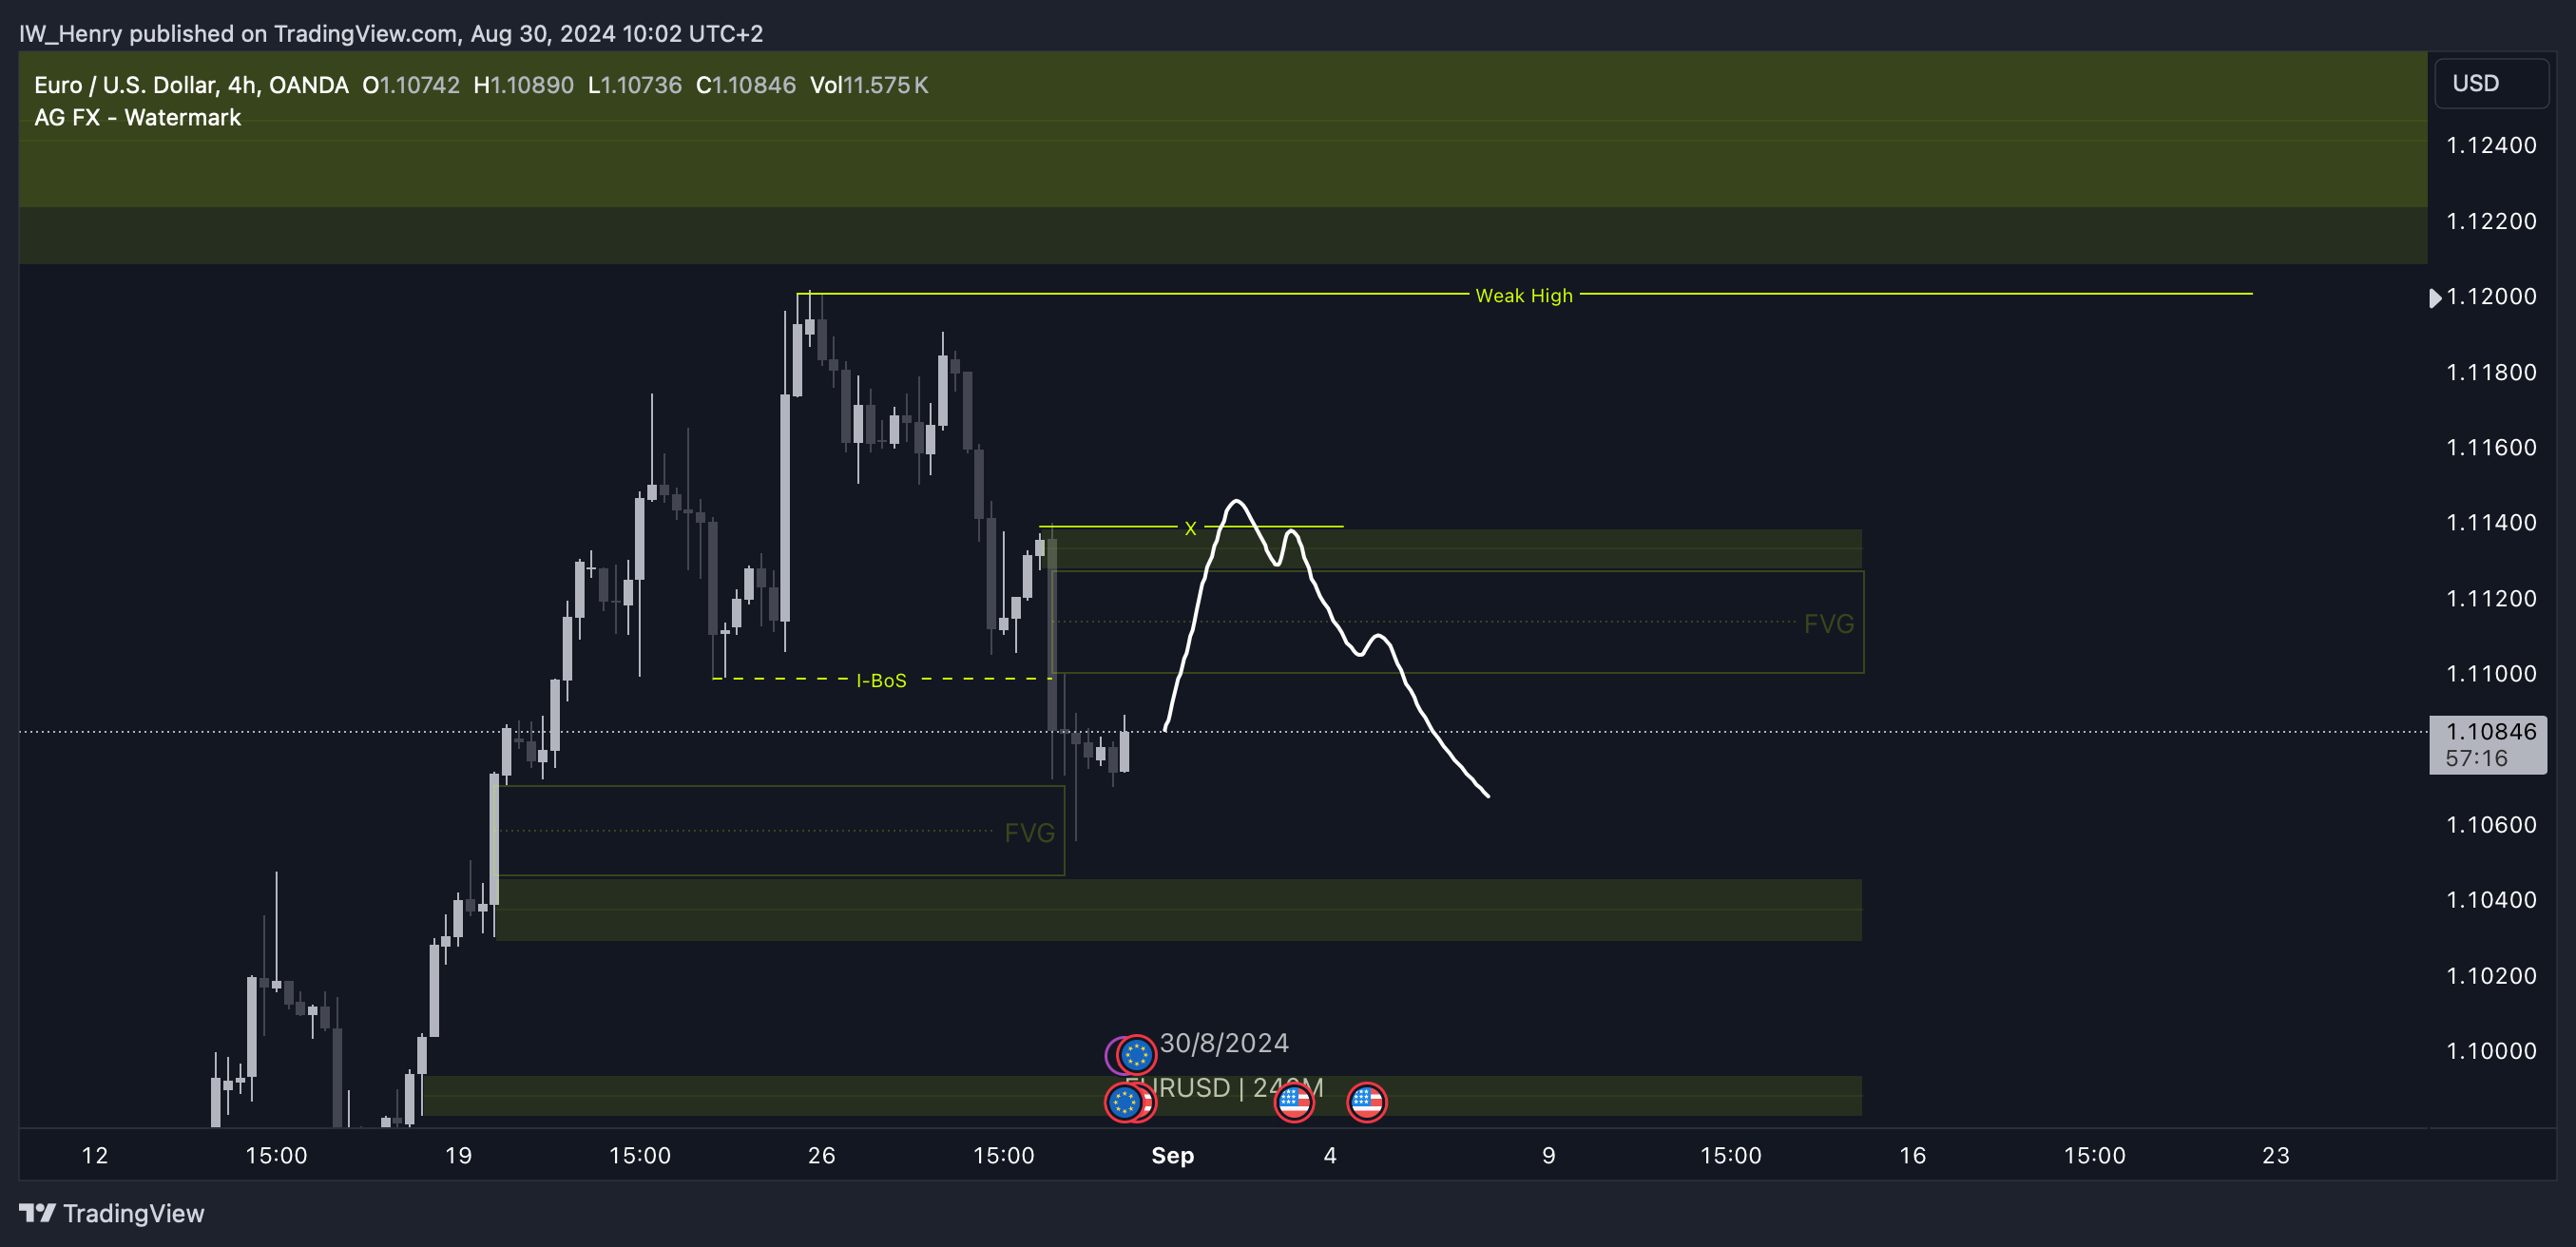 IW_Henry published on TradingView.com, Aug 30, 2024 10:02 UTC+2
Euro / U.S. Dollar, 4h, OANDA O1.10742 H1.10890 L1.10736 C1.10846 Vol11.575K
USD
AG FX - Watermark
1.12400
1.12200
Weak High
1.12000
1.11800
1.11600
X
1.11400
1.11200
FVG
I-BoS
1.11000
1.10846
57:16
FVG
1.10600
1.10400
1.10200
30/8/2024
1.10000
EURUSD | 240M
12 15:00 19 15:00 26 15:00 Sep 4 9 15:00 16 15:00 23
TradingView